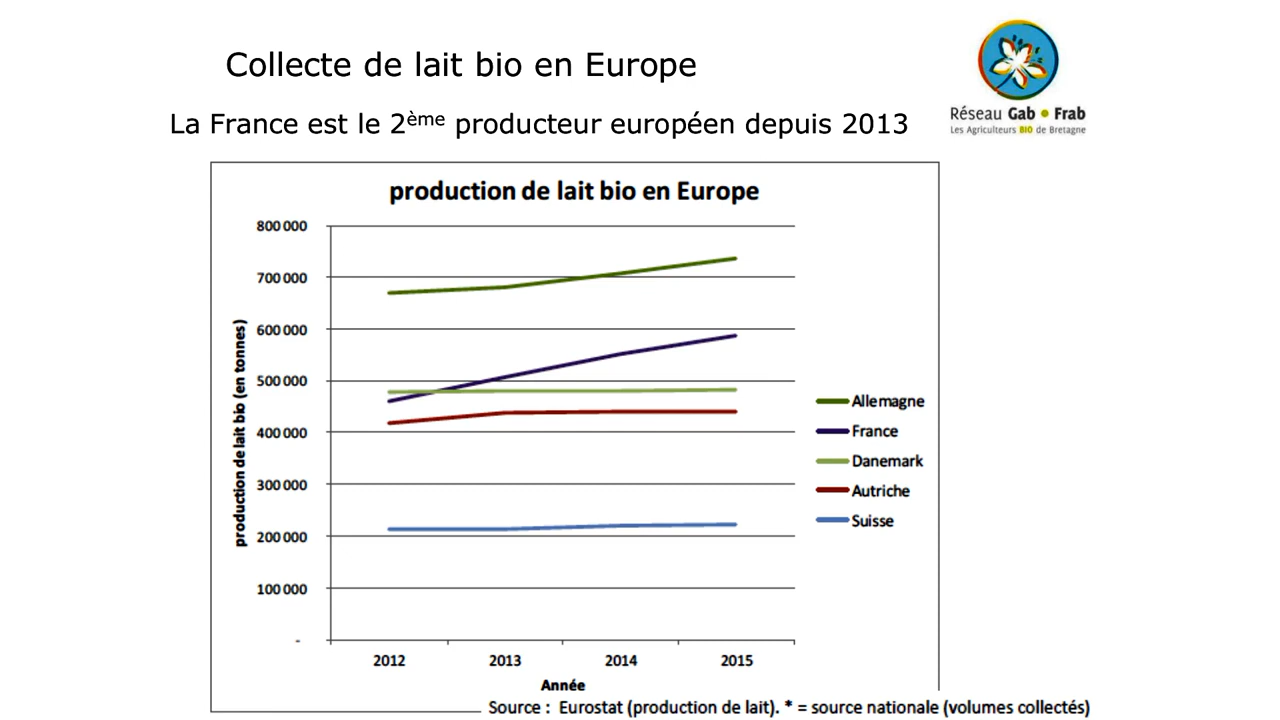 Collecte de lait bio en Europe
La France est le 2ème producteur européen depuis 2013
Réseau Gab • Frab
Les Agriculteurs BIO de Bretagne
production de lait bio en Europe
production de lait bio (en tonnes)
800 000
700 000
600 000
500 000
400 000
300 000
200 000
100 000
-
2012 2013 2014 2015
Année
Allemagne
France
Danemark
Autriche
Suisse
Source : Eurostat (production de lait). * = source nationale (volumes collectés)